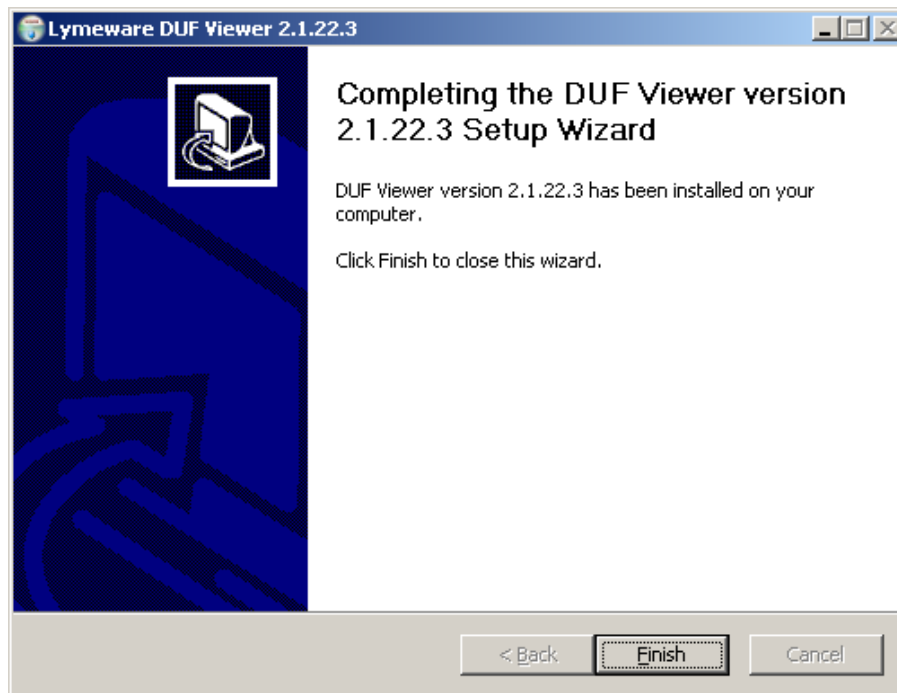 Lymeware DUF Viewer 2.1.22.3
Completing the DUF Viewer version
2.1.22.3 Setup Wizard
DUF Viewer version 2.1.22.3 has been installed on your
computer.
Click Finish to close this wizard.
< Back
Finish
Cancel